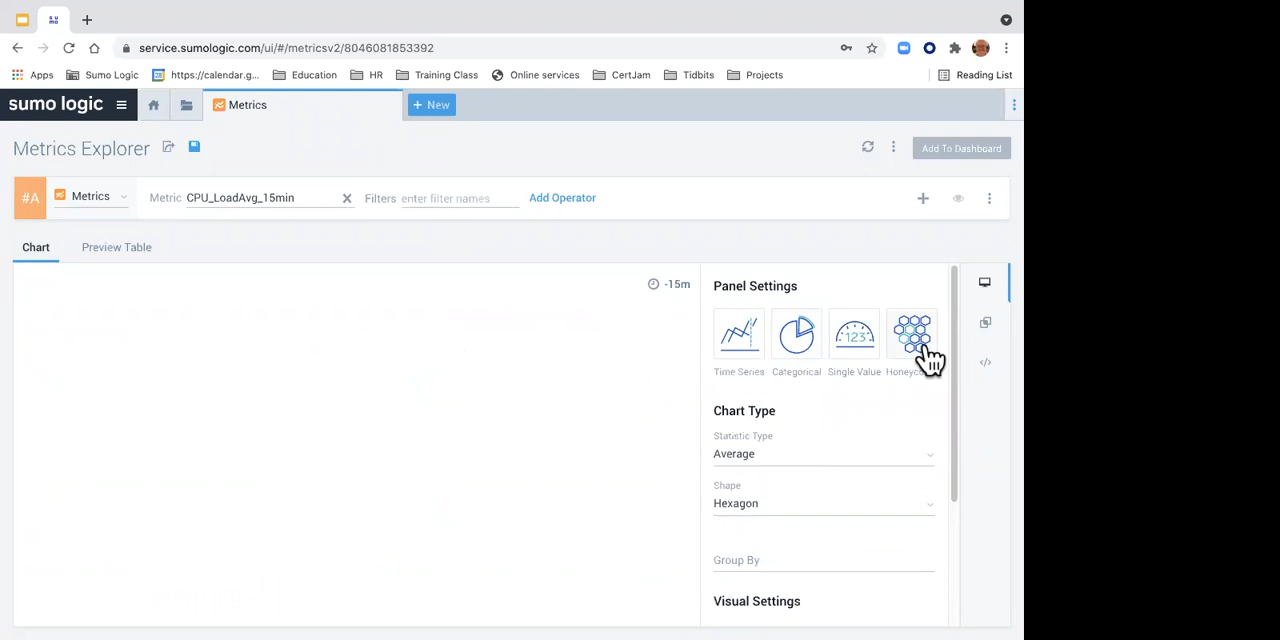 service.sumologic.com/ui/#/metricsv2/8046081853392
Apps Sumo Logic https://calendar.g... Education HR Training Class Online services CertJam Tidbits Projects Reading List
sumo logic Metrics + New
Metrics Explorer Add To Dashboard
#A Metrics Metric CPU_LoadAvg_15min Filters enter filter names Add Operator
Chart Preview Table
-15m
Panel Settings
123
Time Series Categorical Single Value
Chart Type
Statistic Type
Average
Shape
Hexagon
Group By
Visual Settings